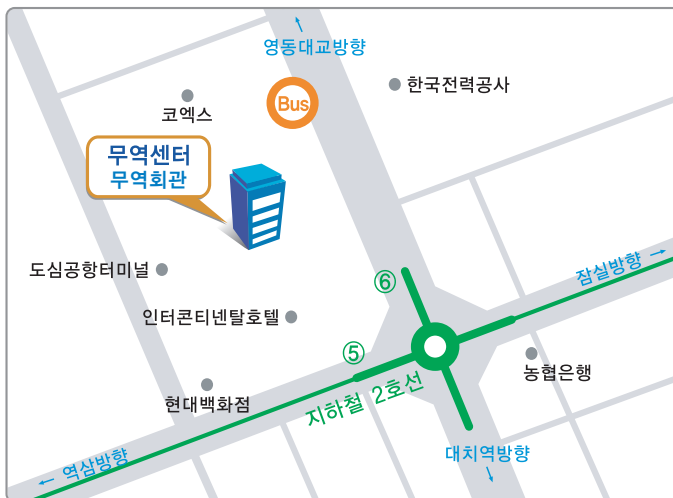 영동대교방향
한국전력공사
Bus
코엑스
무역센터
무역회관
도심공항터미널
잠실방향
⑥
인터콘티넨탈호텔
⑤
농협은행
현대백화점
지하철 2호선
대치역방향
역삼방향